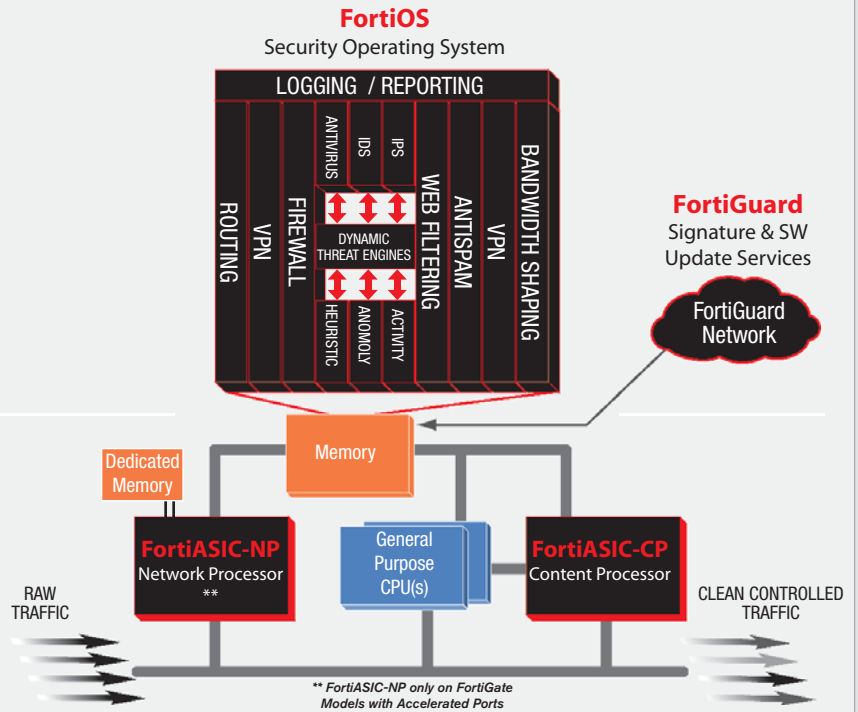 FortiOS
Security Operating System
LOGGING / REPORTING
ROUTING
VPN
FIREWALL
ANTIVIRUS
IDS
IPS
DYNAMIC
THREAT ENGINES
HEURISTIC
ANOMOLY
ACTIVITY
WEB FILTERING
ANTISPAM
VPN
BANDWIDTH SHAPING
FortiGuard
Signature & SW
Update Services
FortiGuard
Network
Memory
Dedicated
Memory
FortiASIC-NP
Network Processor
**
General
Purpose
CPU(s)
FortiASIC-CP
Content Processor
RAW
TRAFFIC
CLEAN CONTROLLED
TRAFFIC
** FortiASIC-NP only on FortiGate
Models with Accelerated Ports